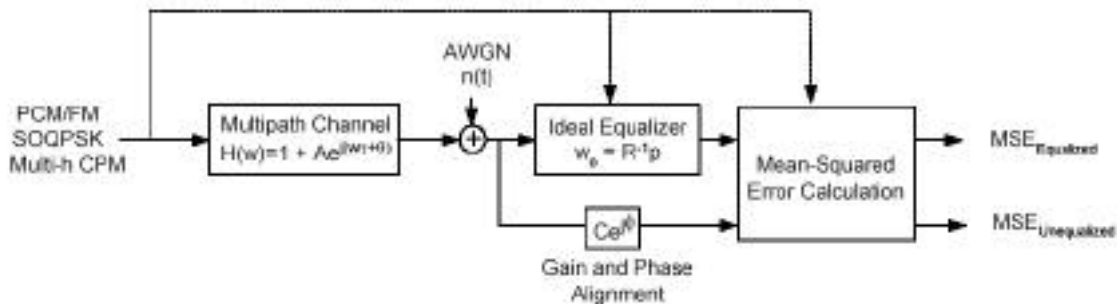 AWGN
n(t)
PCM/FM
SOQPSK
Multi-h CPM
Multipath Channel
H(w)=1 + Ae^j(wτ+θ)
+
Ideal Equalizer
w_o = R^-1p
Mean-Squared
Error Calculation
MSE_Equalized
MSE_Unequalized
Ce^jϕ
Gain and Phase
Alignment